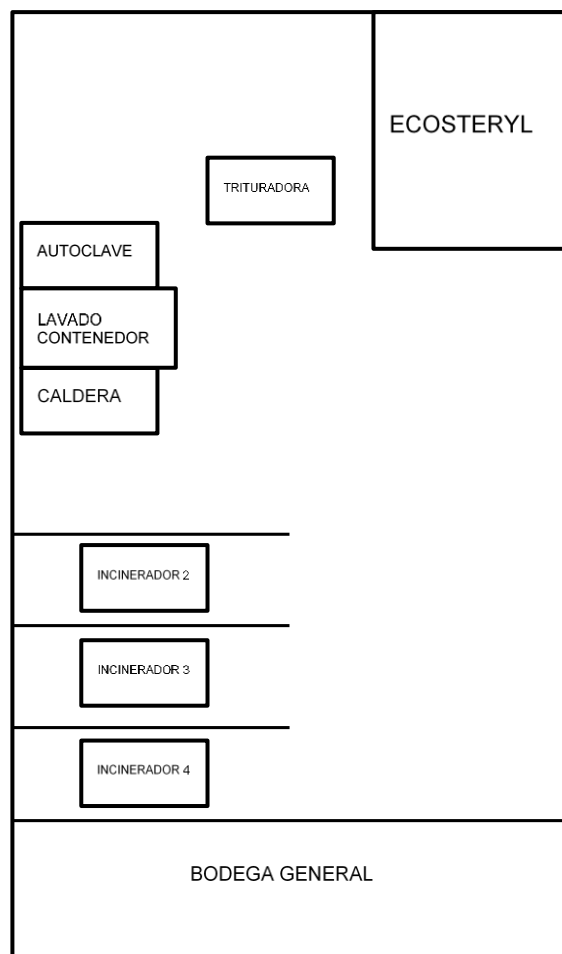 ECOSTERYL
TRITURADORA
AUTOCLAVE
LAVADO
CONTENEDOR
CALDERA
INCINERADOR 2
INCINERADOR 3
INCINERADOR 4
BODEGA GENERAL